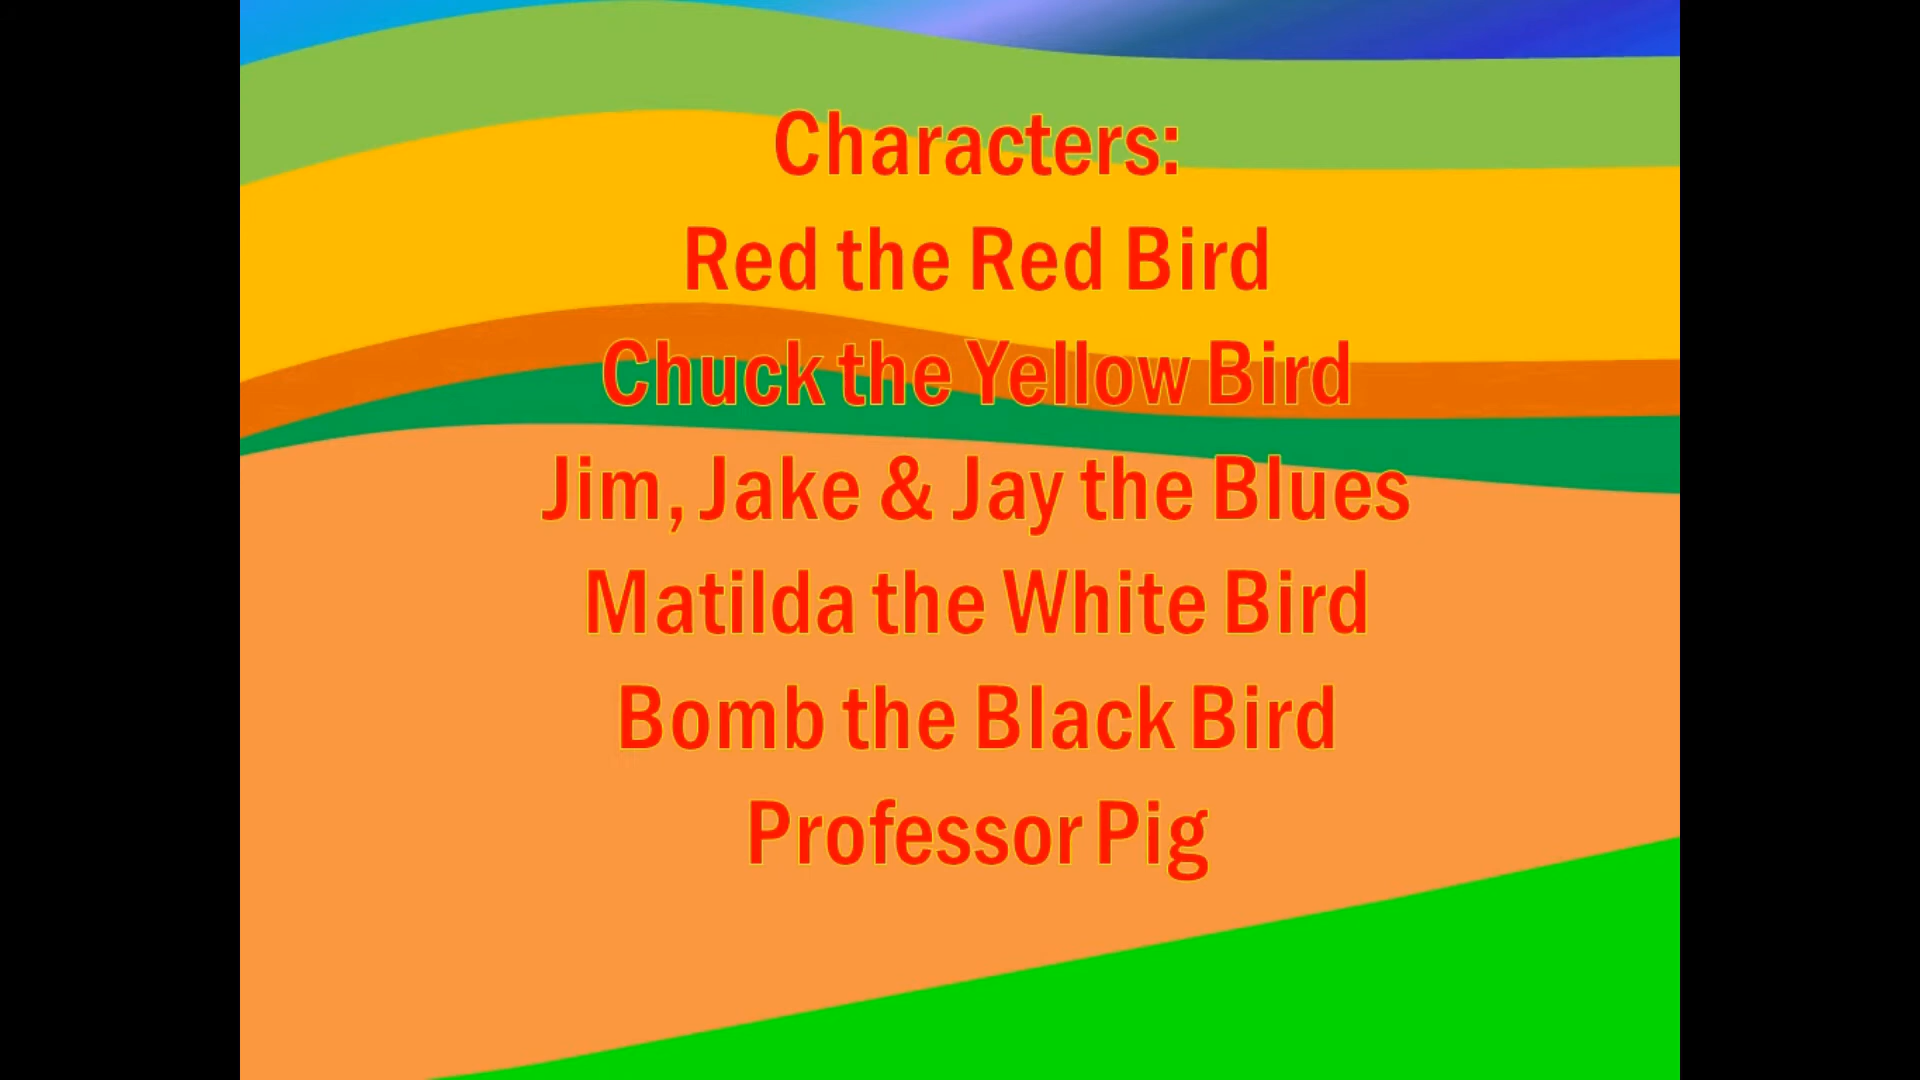 Characters:
Red the Red Bird
Chuck the Yellow Bird
Jim, Jake & Jay the Blues
Matilda the White Bird
Bomb the Black Bird
Professor Pig